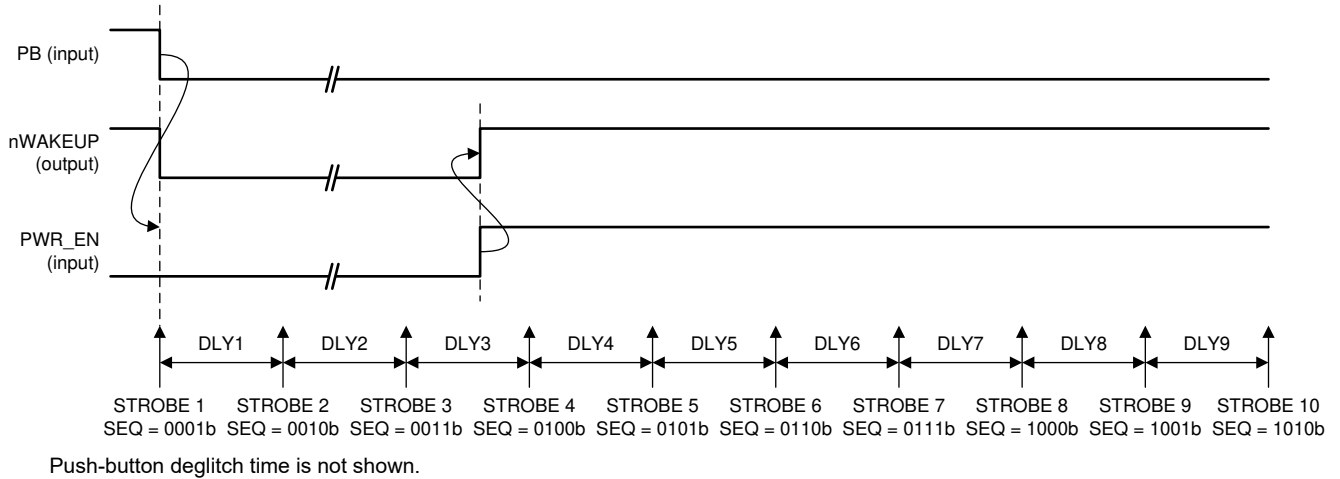 PB (input)
nWAKEUP
(output)
PWR_EN
(input)
DLY1 DLY2 DLY3 DLY4 DLY5 DLY6 DLY7 DLY8 DLY9
STROBE 1 STROBE 2 STROBE 3 STROBE 4 STROBE 5 STROBE 6 STROBE 7 STROBE 8 STROBE 9 STROBE 10
SEQ = 0001b SEQ = 0010b SEQ = 0011b SEQ = 0100b SEQ = 0101b SEQ = 0110b SEQ = 0111b SEQ = 1000b SEQ = 1001b SEQ = 1010b
Push-button deglitch time is not shown.